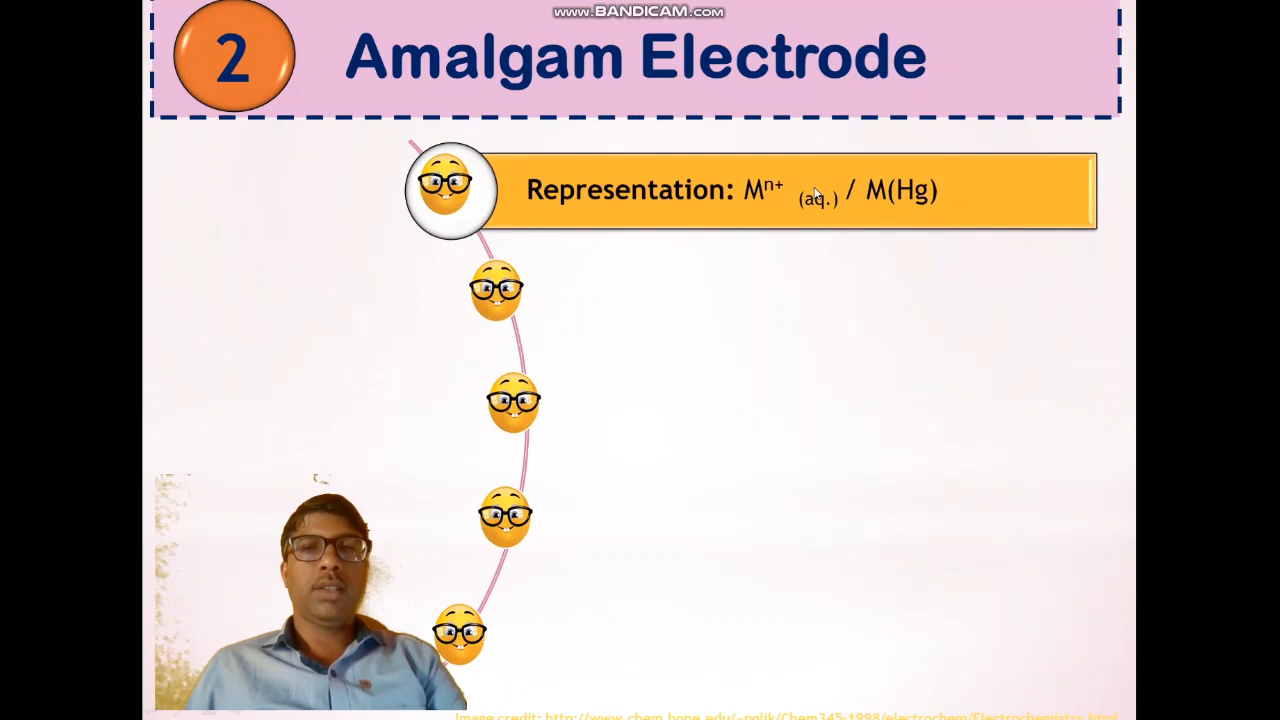 www.BANDICAM.com
2
Amalgam Electrode
Representation: Mⁿ⁺ (aq.) / M(Hg)
Image credit: http://www.chem.hope.edu/~polik/Chem345-1998/electrochem/Electrochemistry.html